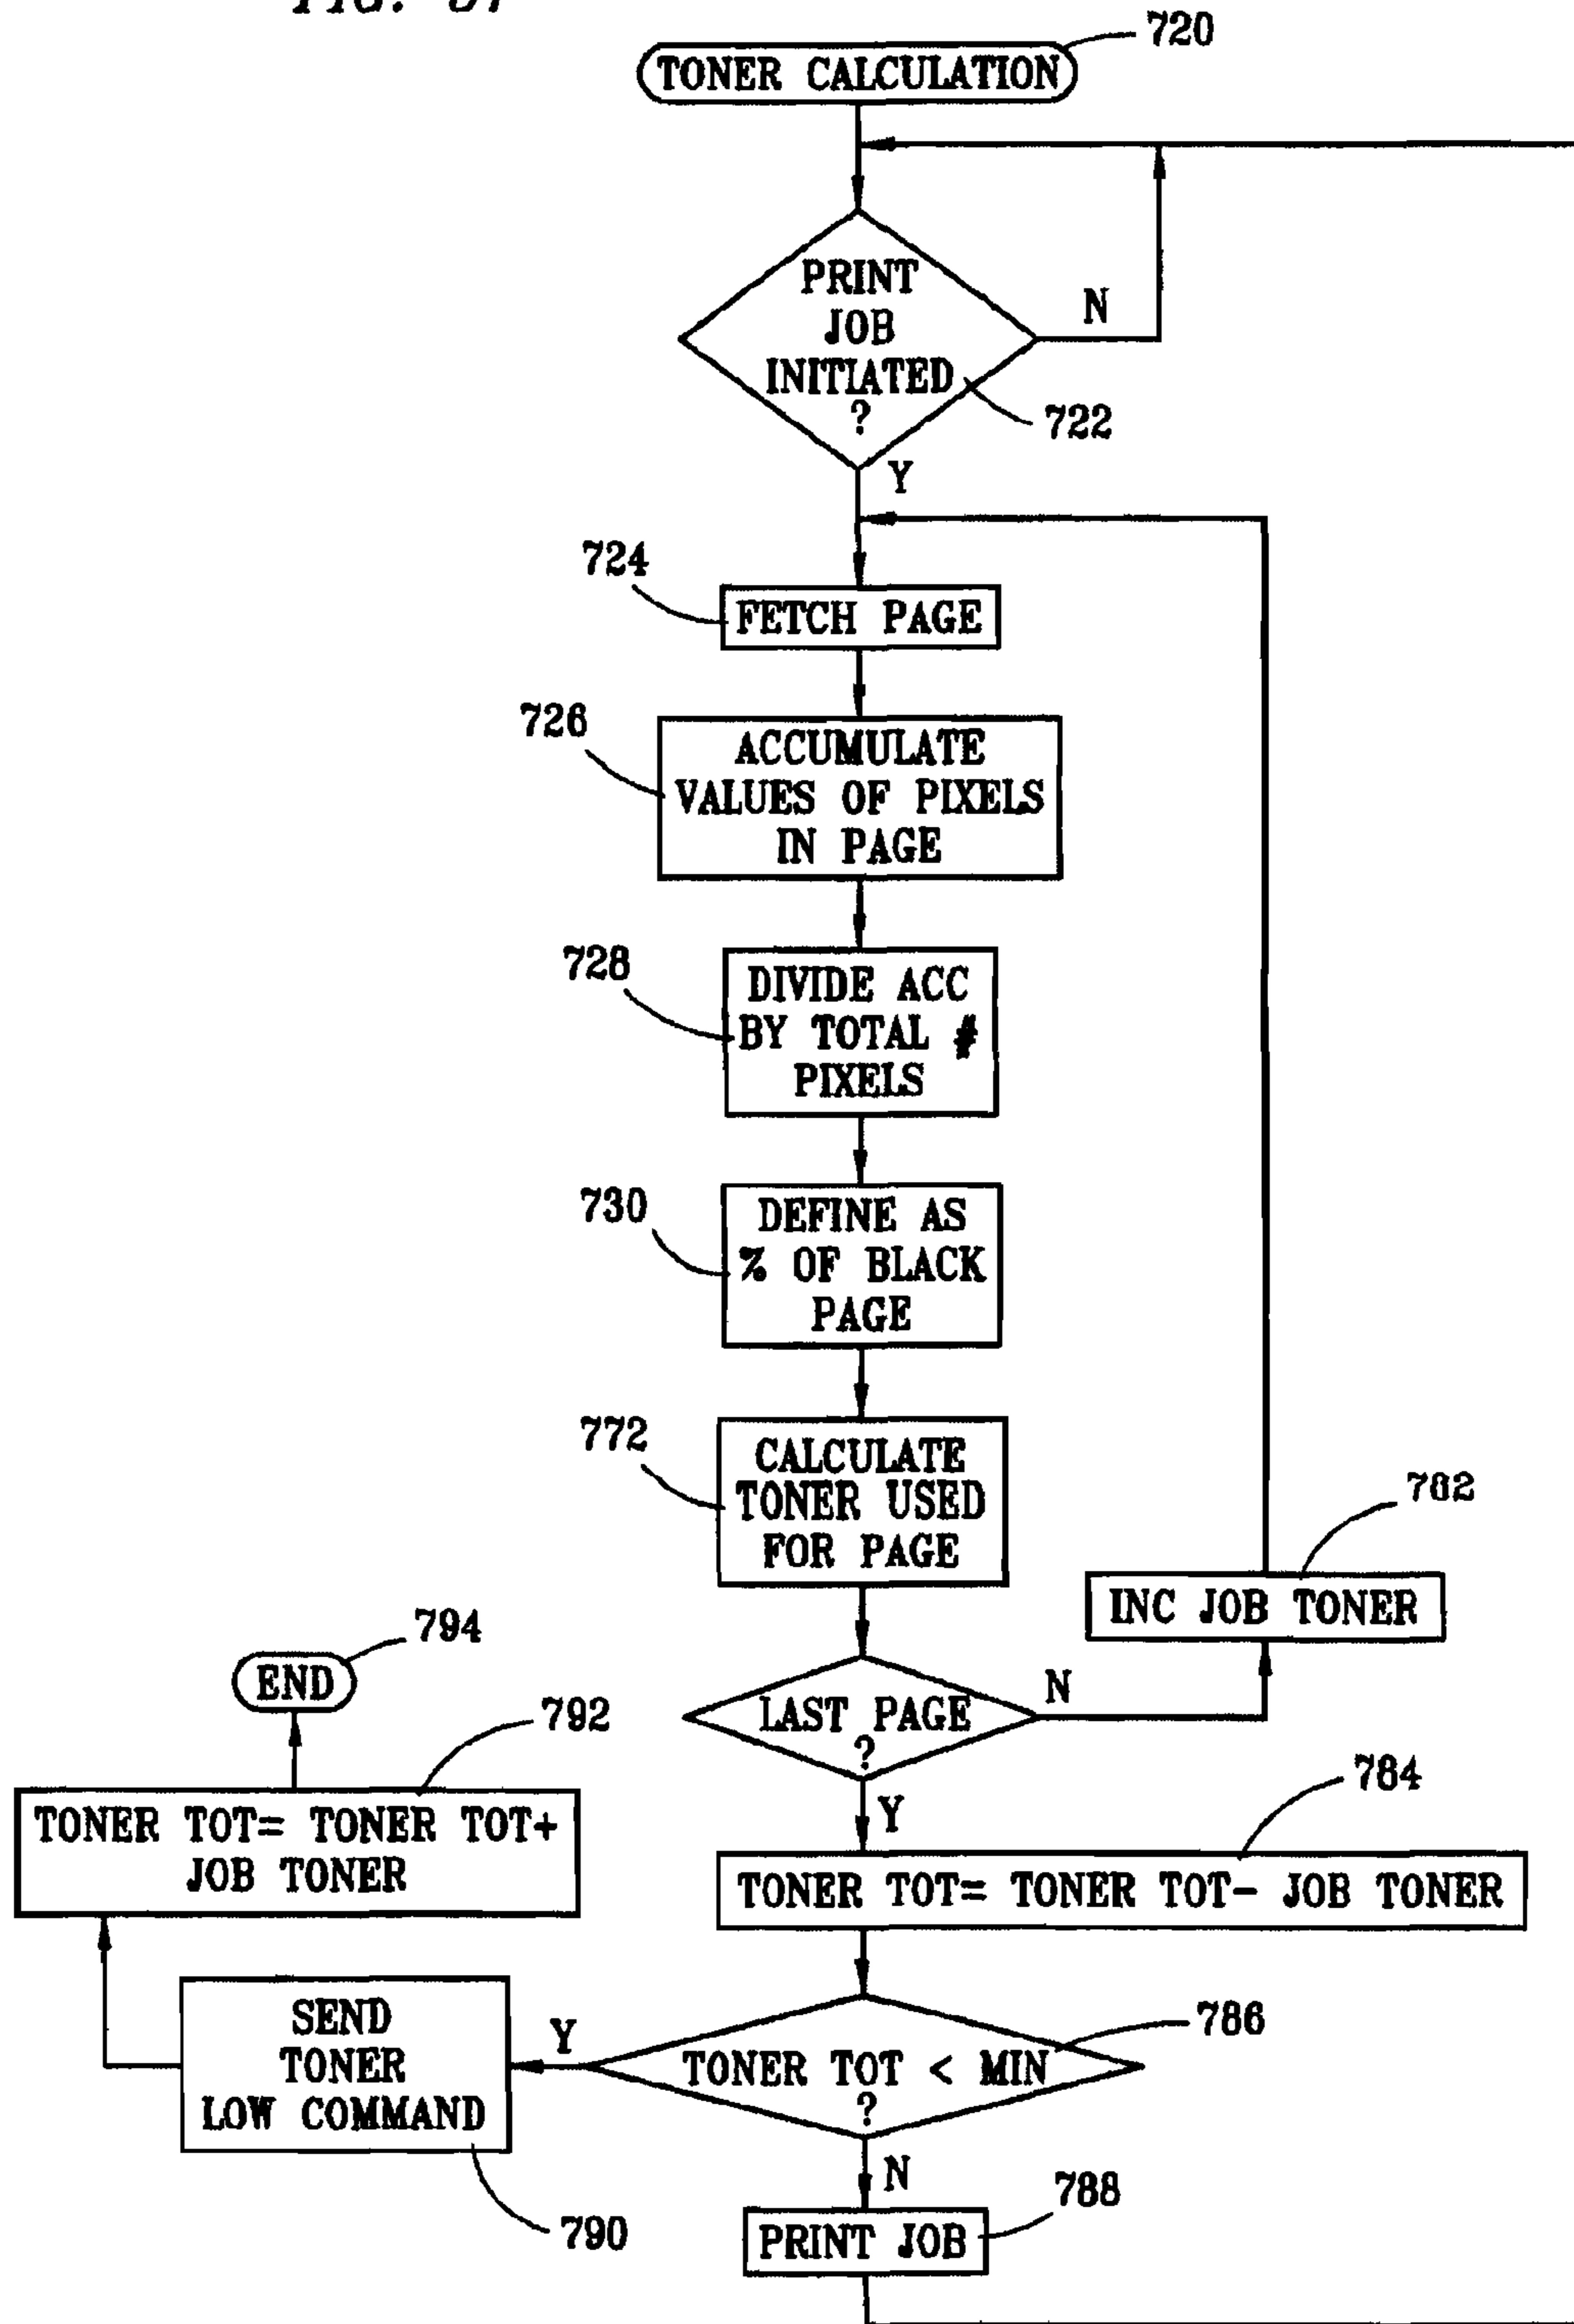 TONER CALCULATION
720
PRINT
JOB
INITIATED
?
N
722
Y
724
FETCH PAGE
726
ACCUMULATE
VALUES OF PIXELS
IN PAGE
728
DIVIDE ACC
BY TOTAL #
PIXELS
730
DEFINE AS
% OF BLACK
PAGE
772
CALCULATE
TONER USED
FOR PAGE
782
INC JOB TONER
LAST PAGE
?
N
Y
794
END
792
TONER TOT= TONER TOT+
JOB TONER
784
TONER TOT= TONER TOT- JOB TONER
786
TONER TOT < MIN
?
Y
SEND
TONER
LOW COMMAND
790
N
788
PRINT JOB